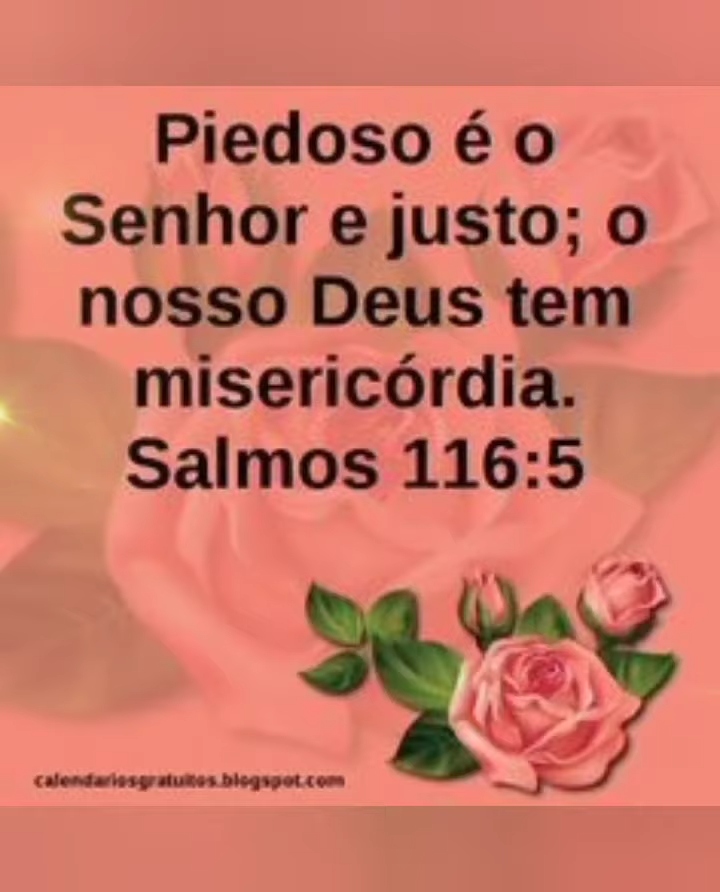 Piedoso é o
Senhor e justo; o
nosso Deus tem
misericórdia.
Salmos 116:5
calendariosgratuitos.blogspot.com